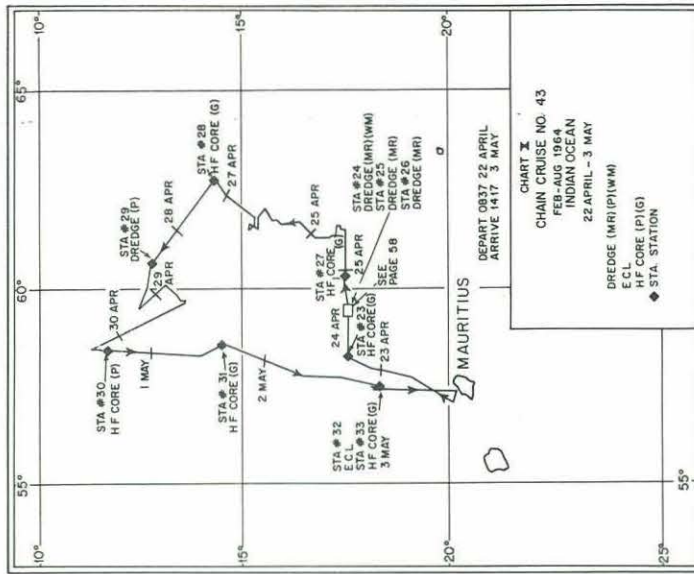 65°
60°
55°
55°
-10°
-15°
-20°
-25°
-10°
-15°
-20°
STA #29
DREDGE (P)
28 APR
STA #28
HF CORE (G)
27 APR
30 APR
29
APR
STA #30
HF CORE (P)
1 MAY
STA #31
HF CORE (G)
2 MAY
STA #27
HF CORE
(G)
25 APR
25 APR
24 APR
STA #23
HF CORE(G)
23 APR
STA #24
DREDGE (MR)(WM)
STA #25
DREDGE (MR)
STA #26
DREDGE (MR)
SEE
PAGE 58
STA #32
E C L
STA #33
HF CORE(G)
3 MAY
MAURITIUS
DEPART 0837 22 APRIL
ARRIVE 1417 3 MAY
CHART X
CHAIN CRUISE NO. 43
FEB-AUG 1964
INDIAN OCEAN
22 APRIL - 3 MAY
DREDGE (MR)(P)(WM)
E C L
HF CORE (P)(G)
STA. STATION